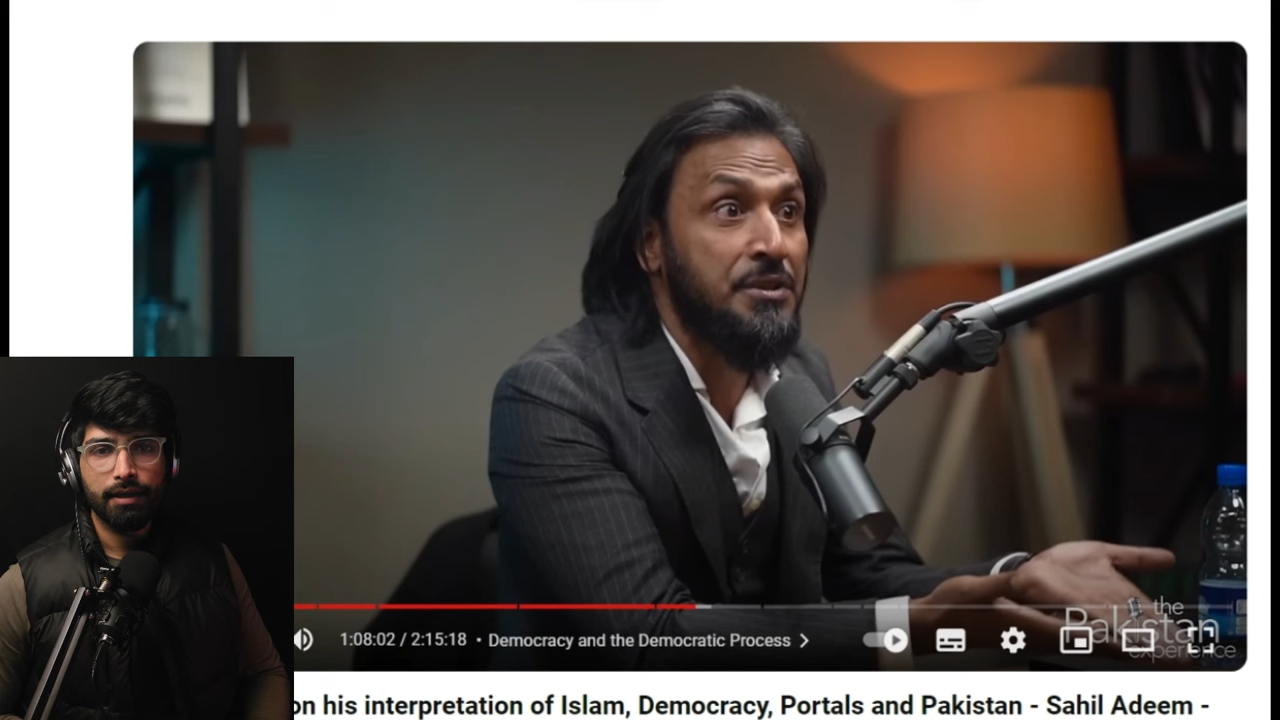 the
Pakistan
experience
1:08:02 / 2:15:18 • Democracy and the Democratic Process >
on his interpretation of Islam, Democracy, Portals and Pakistan - Sahil Adeem -